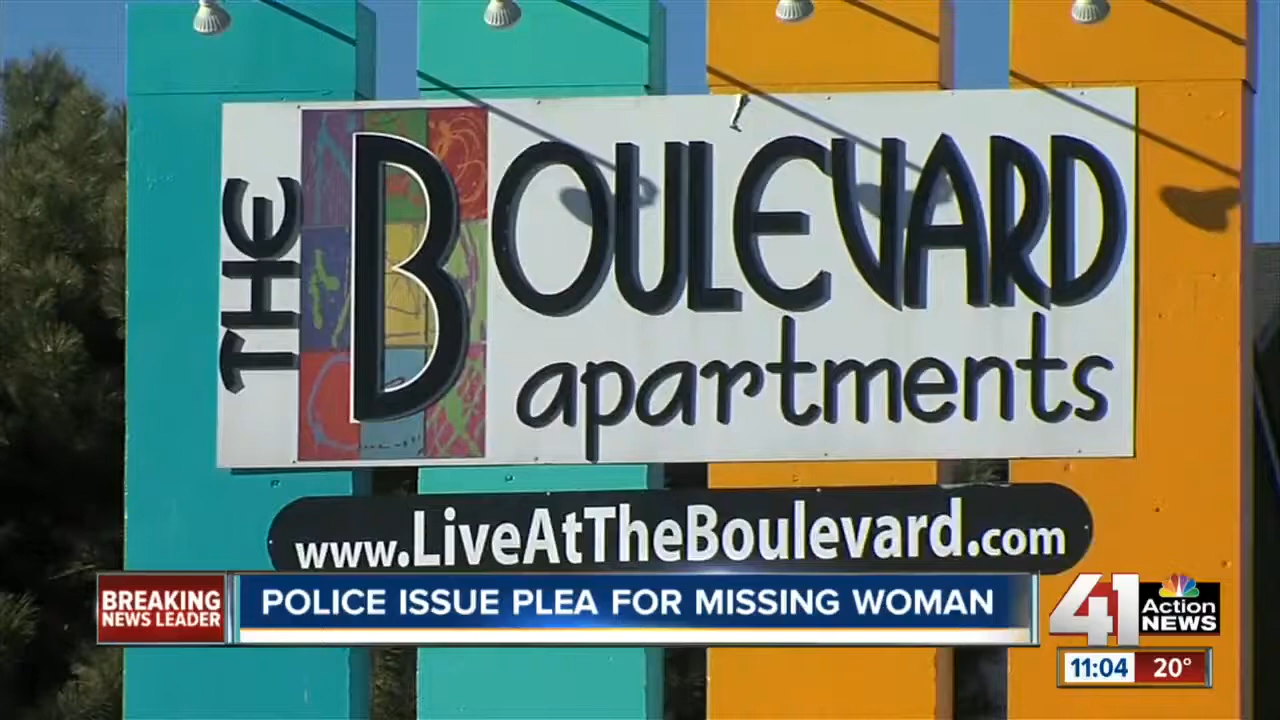 THE BOULEVARD
apartments
www.LiveAtTheBoulevard.com
BREAKING
NEWS LEADER
POLICE ISSUE PLEA FOR MISSING WOMAN
41 Action
NEWS
11:04 20°